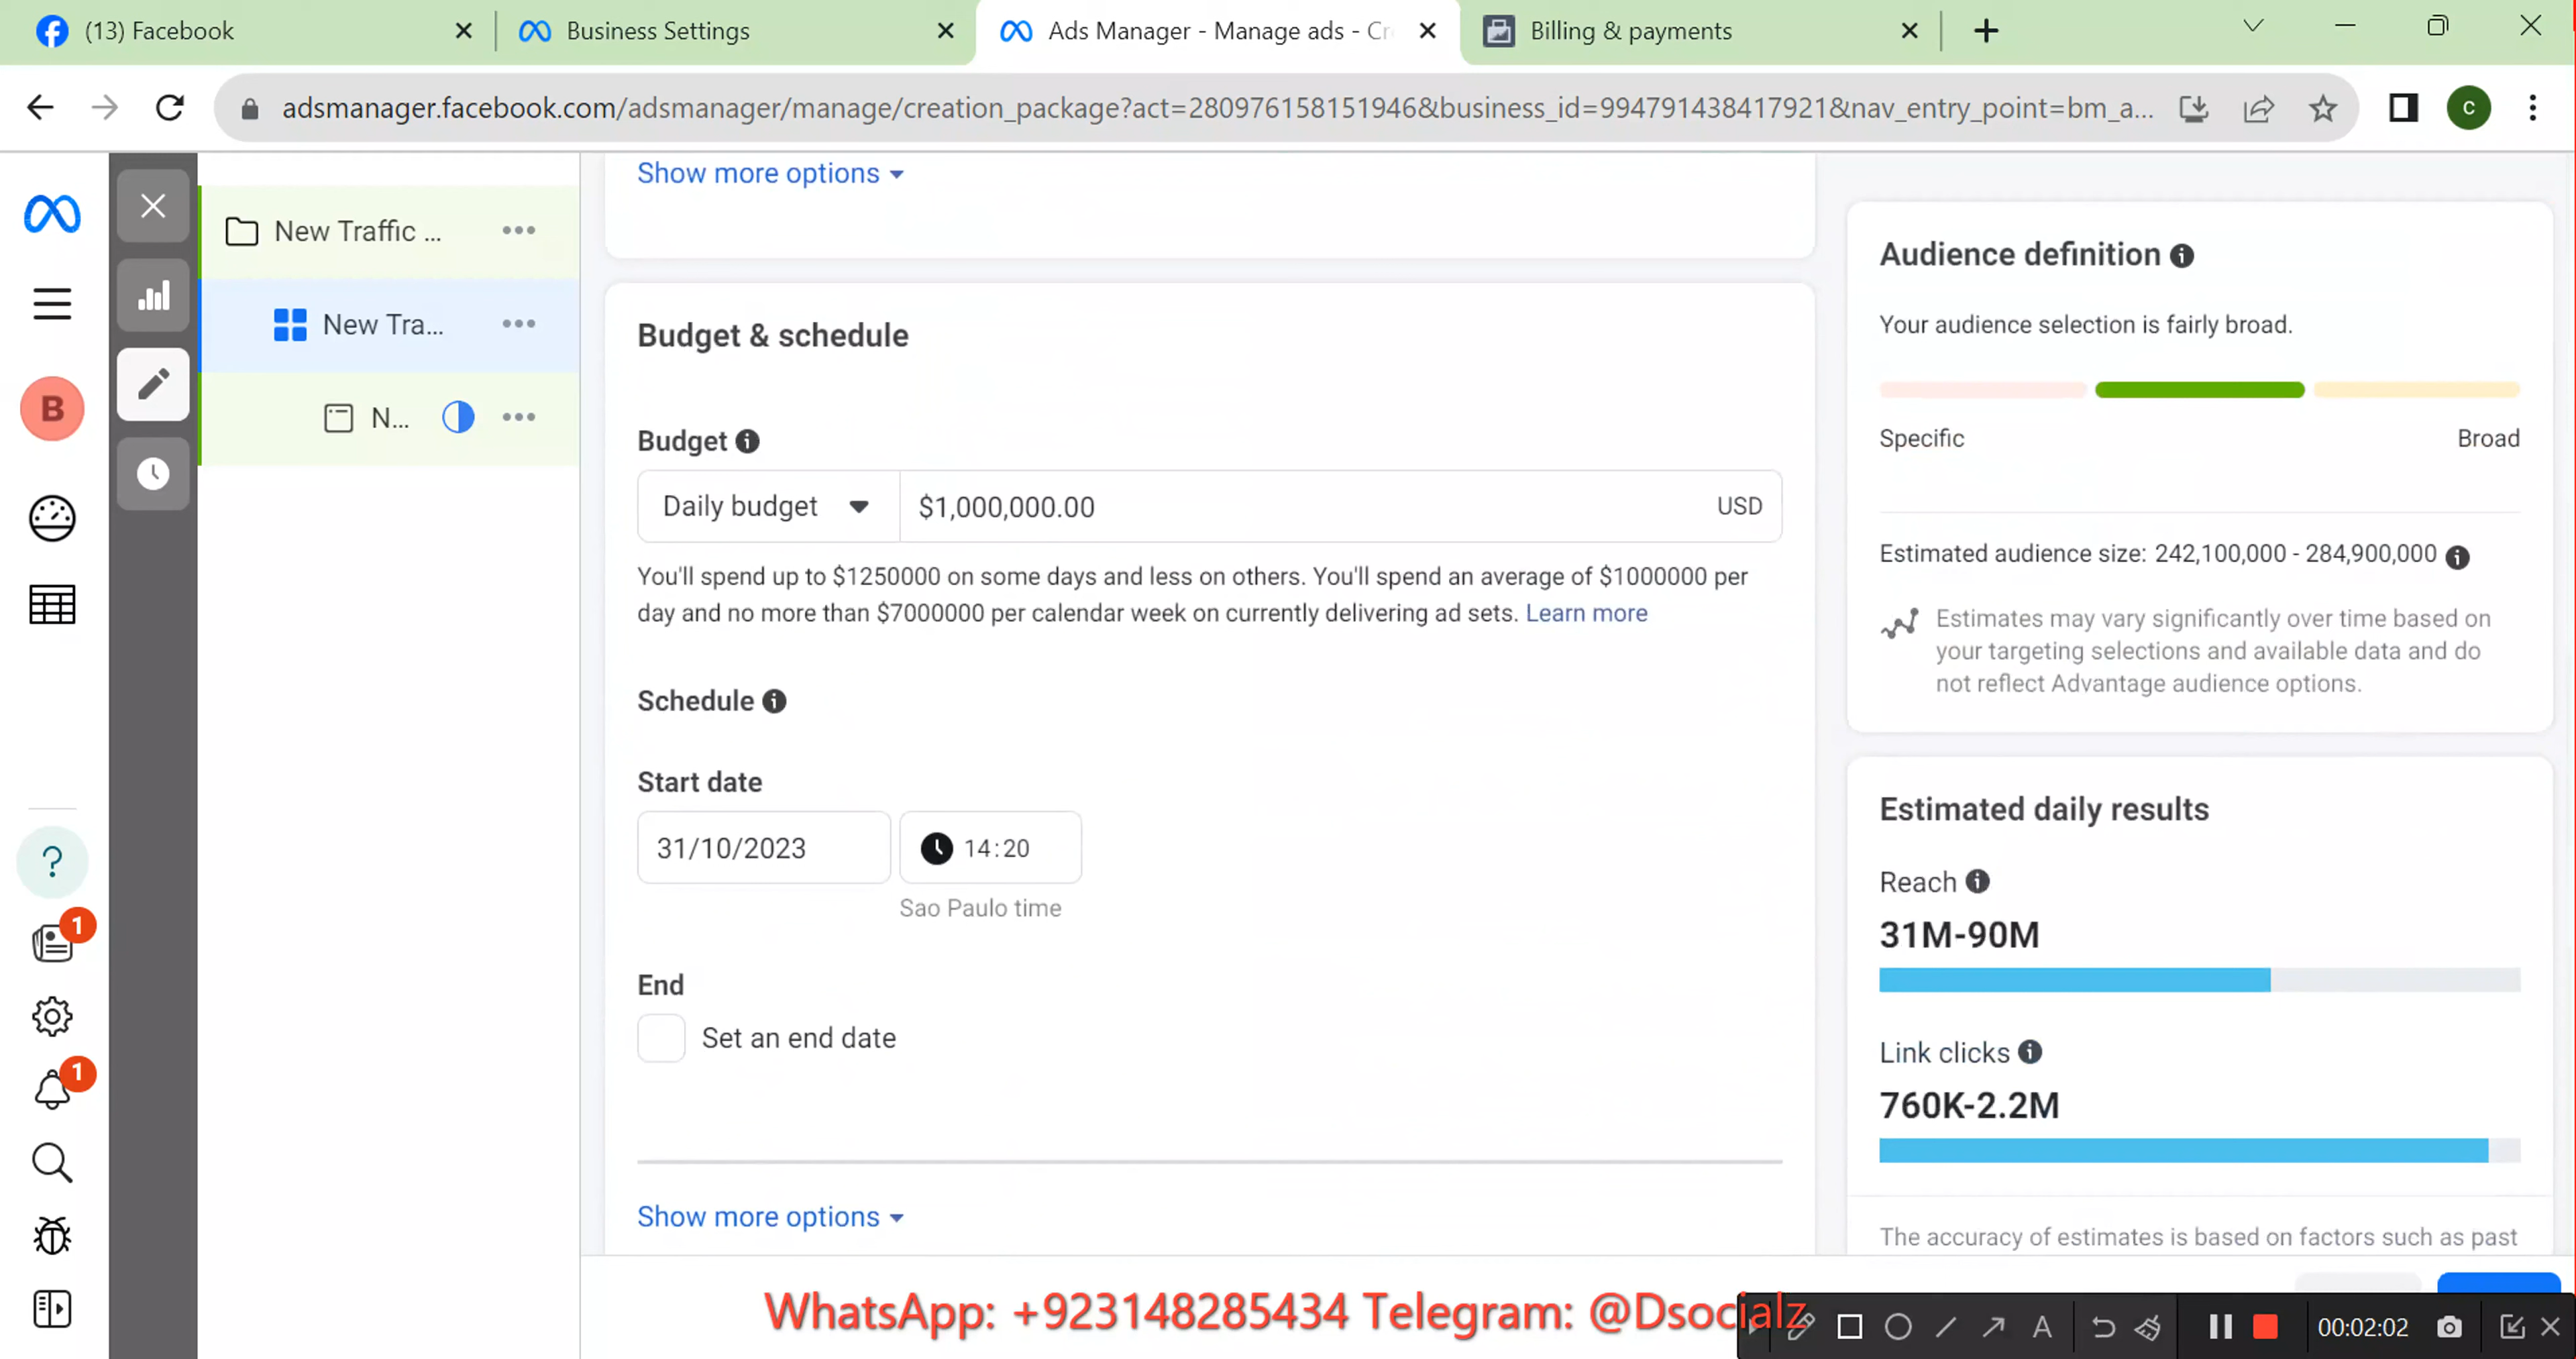 (13) Facebook
Business Settings
Ads Manager - Manage ads - Cr
Billing & payments
adsmanager.facebook.com/adsmanager/manage/creation_package?act=280976158151946&business_id=994791438417921&nav_entry_point=bm_a...
C
B
?
1
1
New Traffic ...
New Tra...
N...
Show more options
Budget & schedule
Budget
Daily budget
$1,000,000.00
USD
You'll spend up to $1250000 on some days and less on others. You'll spend an average of $1000000 per
day and no more than $7000000 per calendar week on currently delivering ad sets. Learn more
Schedule
Start date
31/10/2023
14:20
Sao Paulo time
End
Set an end date
Show more options
Audience definition
Your audience selection is fairly broad.
Specific
Broad
Estimated audience size: 242,100,000 - 284,900,000
Estimates may vary significantly over time based on
your targeting selections and available data and do
not reflect Advantage audience options.
Estimated daily results
Reach
31M-90M
Link clicks
760K-2.2M
The accuracy of estimates is based on factors such as past
WhatsApp: +923148285434 Telegram: @Dsocialz
A
00:02:02